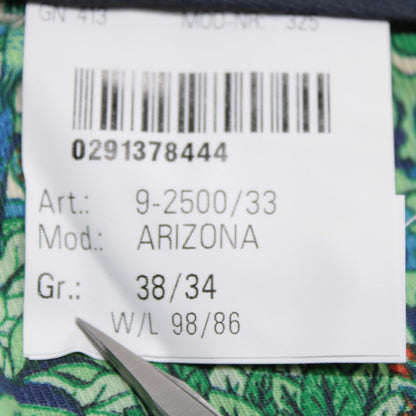 GN 413 MOD-NR: 325
0291378444
Art.: 9-2500/33
Mod.: ARIZONA
Gr.: 38/34
W/L 98/86